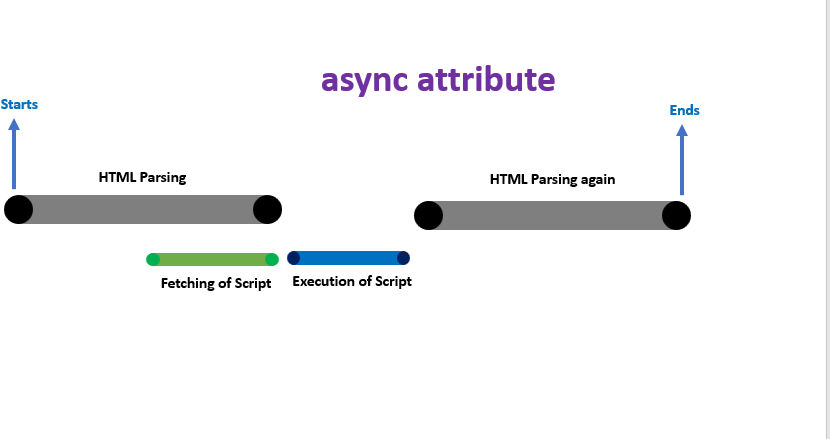 async attribute
Starts
Ends
HTML Parsing
HTML Parsing again
Fetching of Script
Execution of Script